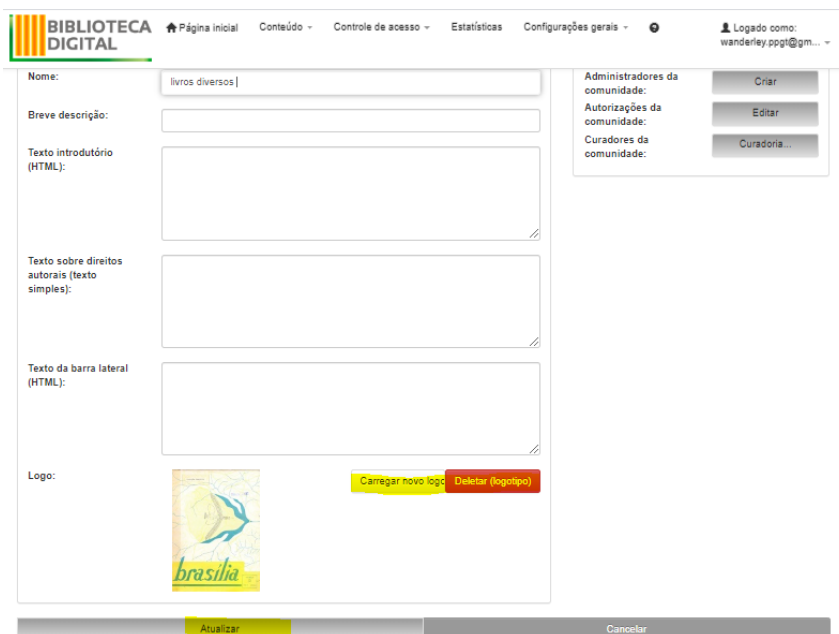 BIBLIOTECA
DIGITAL
Página inicial
Conteúdo
Controle de acesso
Estatísticas
Configurações gerais
Logado como:
wanderley.ppgt@gm...
Nome:
livros diversos
Breve descrição:
Texto introdutório
(HTML):
Texto sobre direitos
autorais (texto
simples):
Texto da barra lateral
(HTML):
Logo:
brasília
Carregar novo logo
Deletar (logotipo)
Administradores da
comunidade:
Criar
Autorizações da
comunidade:
Editar
Curadores da
comunidade:
Curadoria...
Atualizar
Cancelar